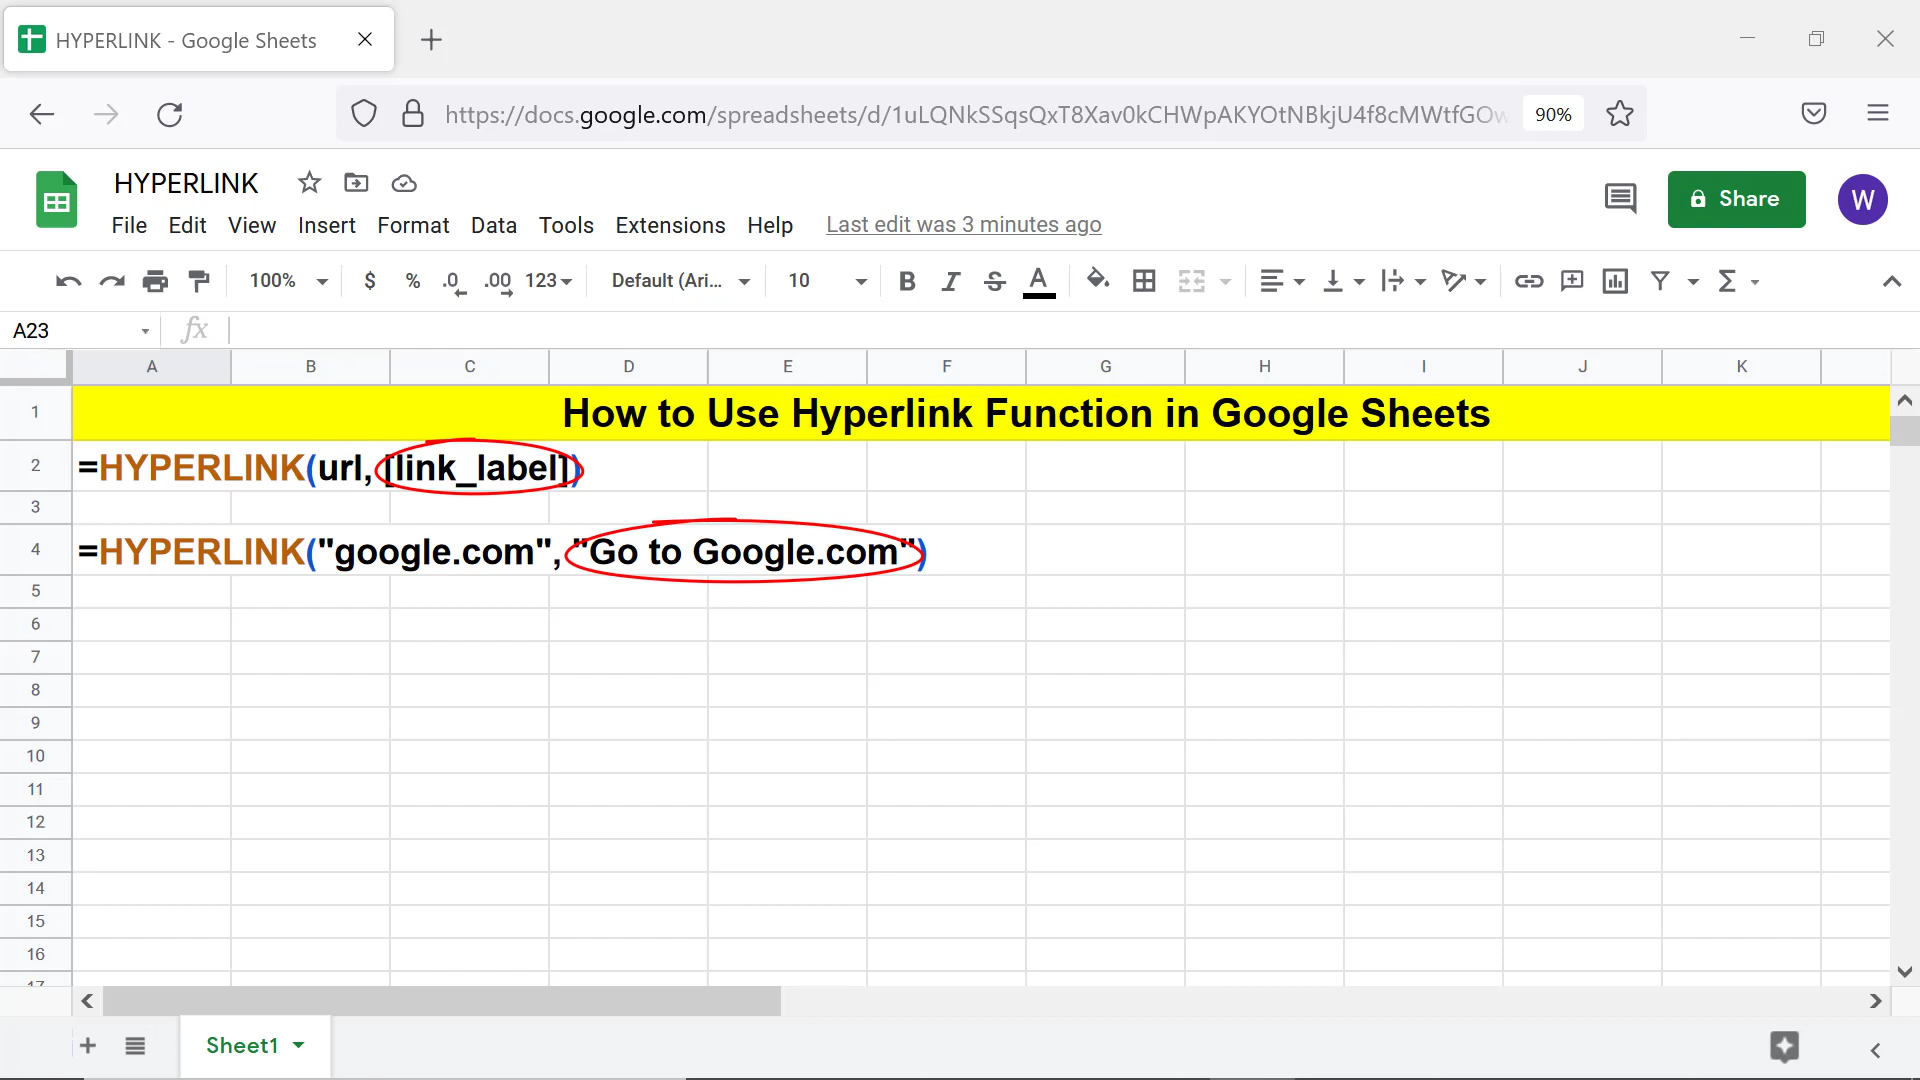 HYPERLINK - Google Sheets
https://docs.google.com/spreadsheets/d/1uLQNkSSqsQxT8Xav0kCHWpAKYOtNBkjU4f8cMWtfGOw 90%
HYPERLINK
File Edit View Insert Format Data Tools Extensions Help Last edit was 3 minutes ago
Share
W
100% $ % .0 .00 123 Default (Ari... 10 B I S A Σ
A23 fx
A B C D E F G H I J K
1 How to Use Hyperlink Function in Google Sheets
2 =HYPERLINK(url, [link_label])
3
4 =HYPERLINK("google.com", "Go to Google.com")
5
6
7
8
9
10
11
12
13
14
15
16
17
Sheet1